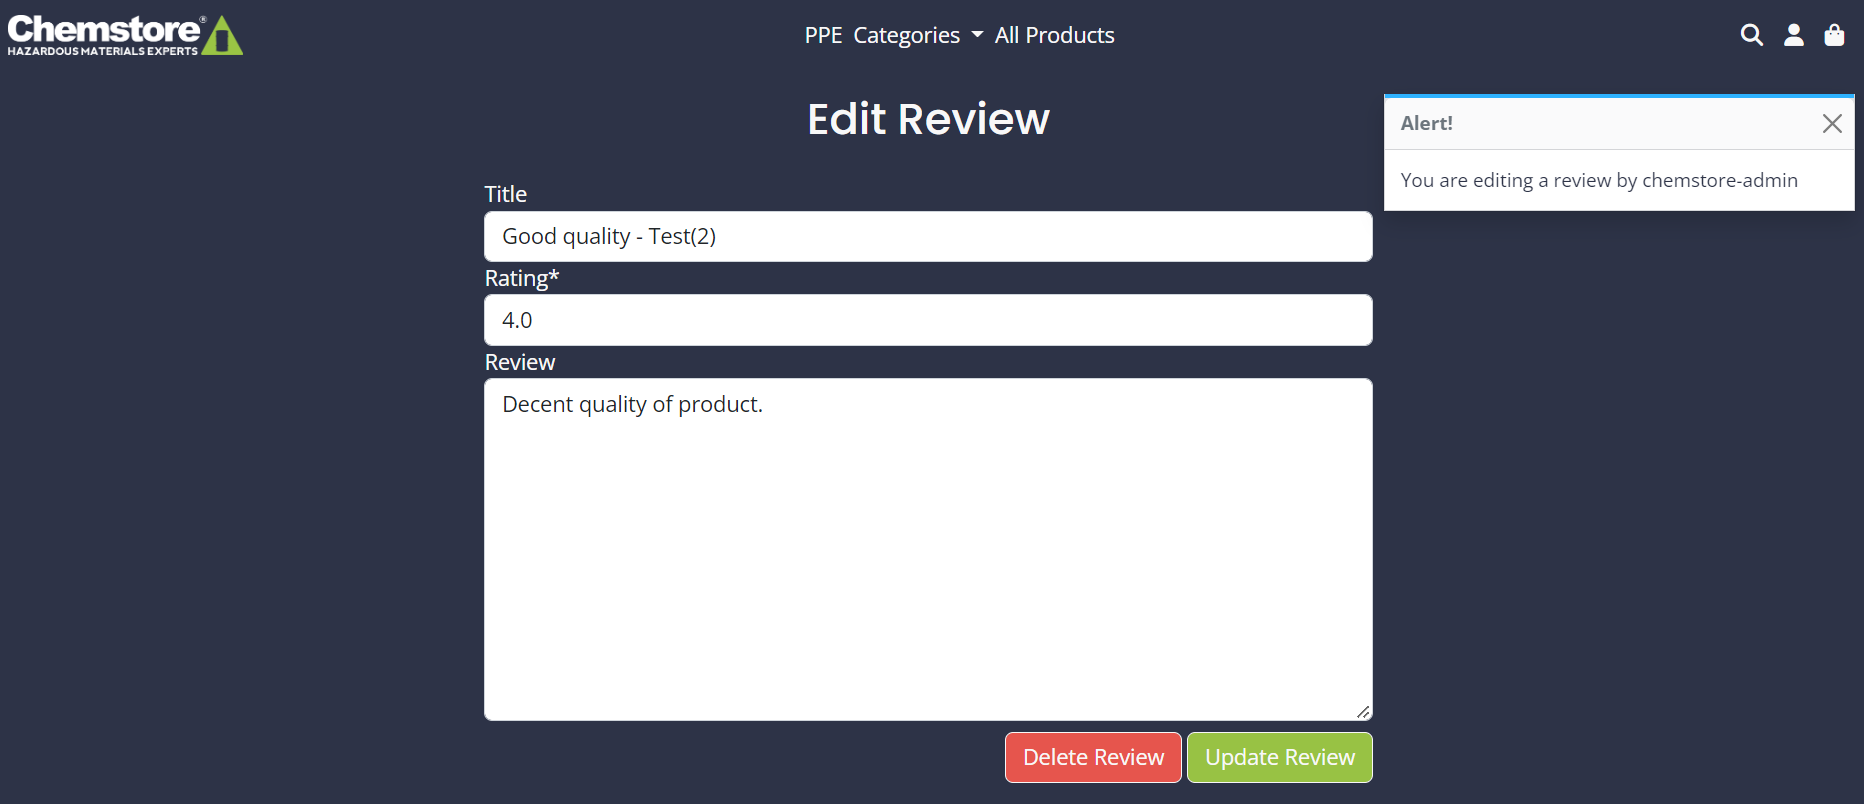 Chemstore®
HAZARDOUS MATERIALS EXPERTS
PPE Categories All Products
Edit Review
Alert!
You are editing a review by chemstore-admin
Title
Good quality - Test(2)
Rating*
4.0
Review
Decent quality of product.
Delete Review Update Review